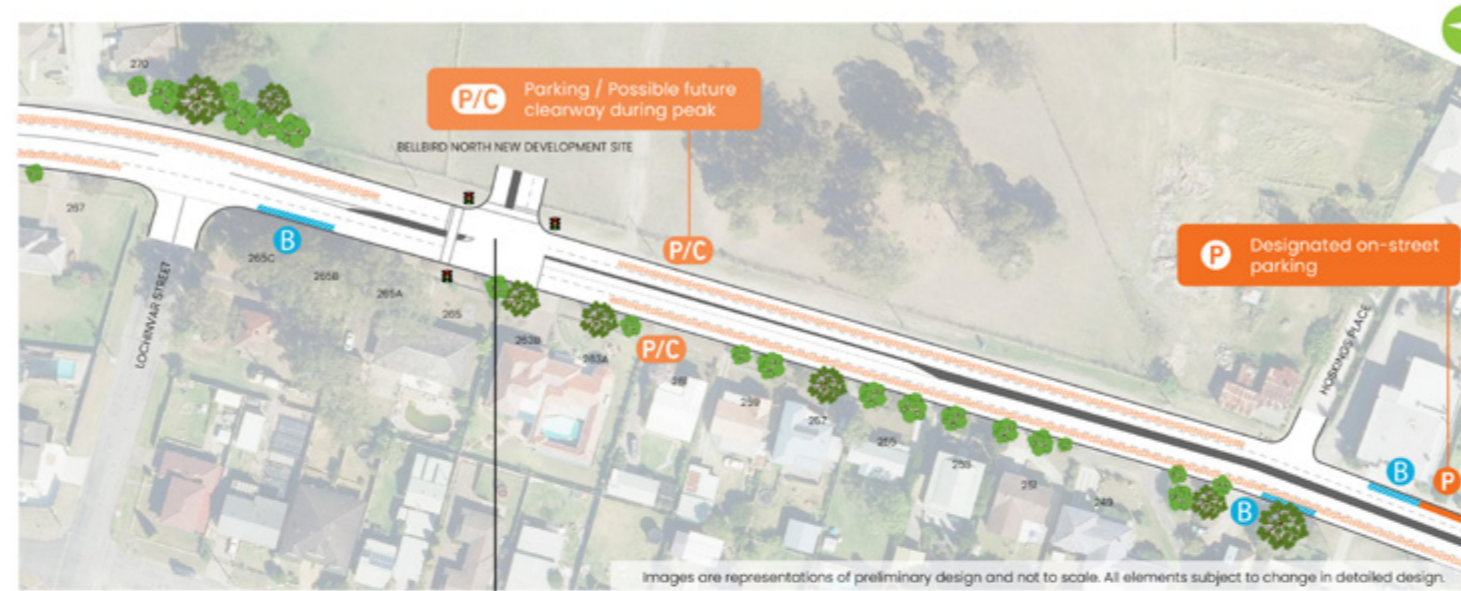 270
P/C Parking / Possible future
clearway during peak
BELLBIRD NORTH NEW DEVELOPMENT SITE
267
B
265C
265B
265A
265
LOCHINVAR STREET
P/C
P Designated on-street
parking
263B
263A
P/C
261
259
257
255
253
251
249
HOSKINGS PLACE
B
P
B
Images are representations of preliminary design and not to scale. All elements subject to change in detailed design.